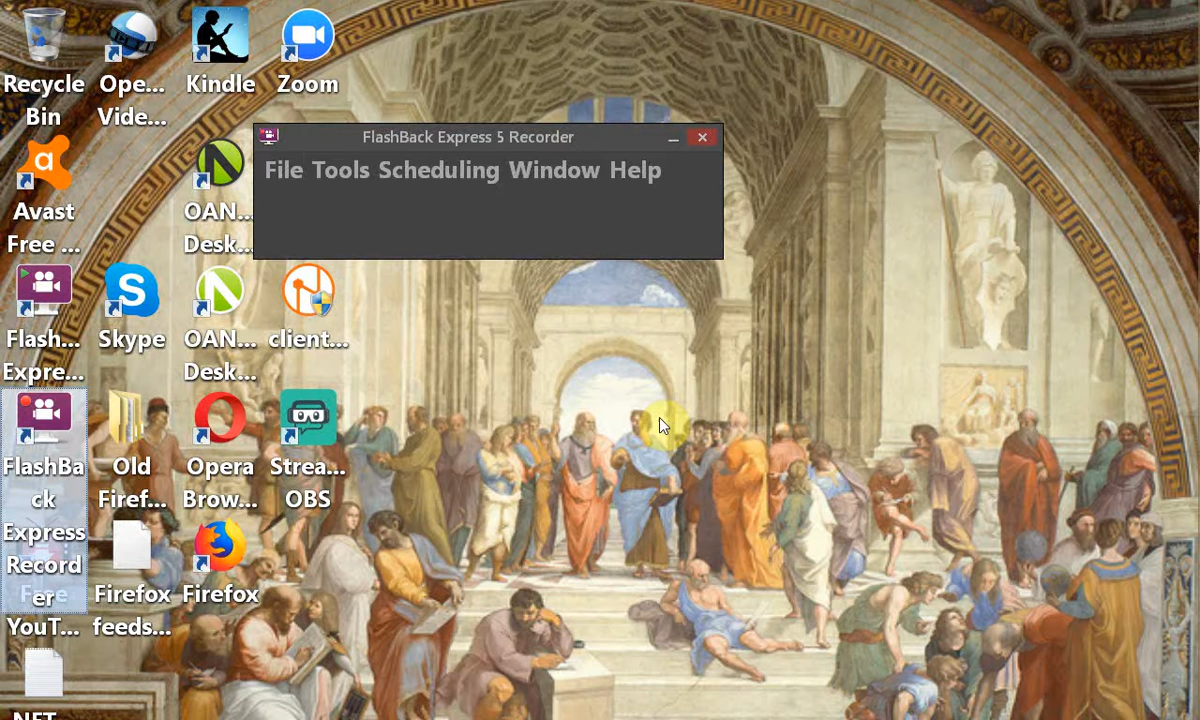 FlashBack Express 5 Recorder
File Tools Scheduling Window Help
Recycle Bin
Ope... Vide...
Kindle
Zoom
Avast Free ...
OAN... Desk...
Flash... Expre...
Skype
OAN... Desk...
client...
FlashBa
ck
Express
Record
er
Old Firef...
Opera Brow...
Strea... OBS
Free YouT...
Firefox feeds...
Firefox